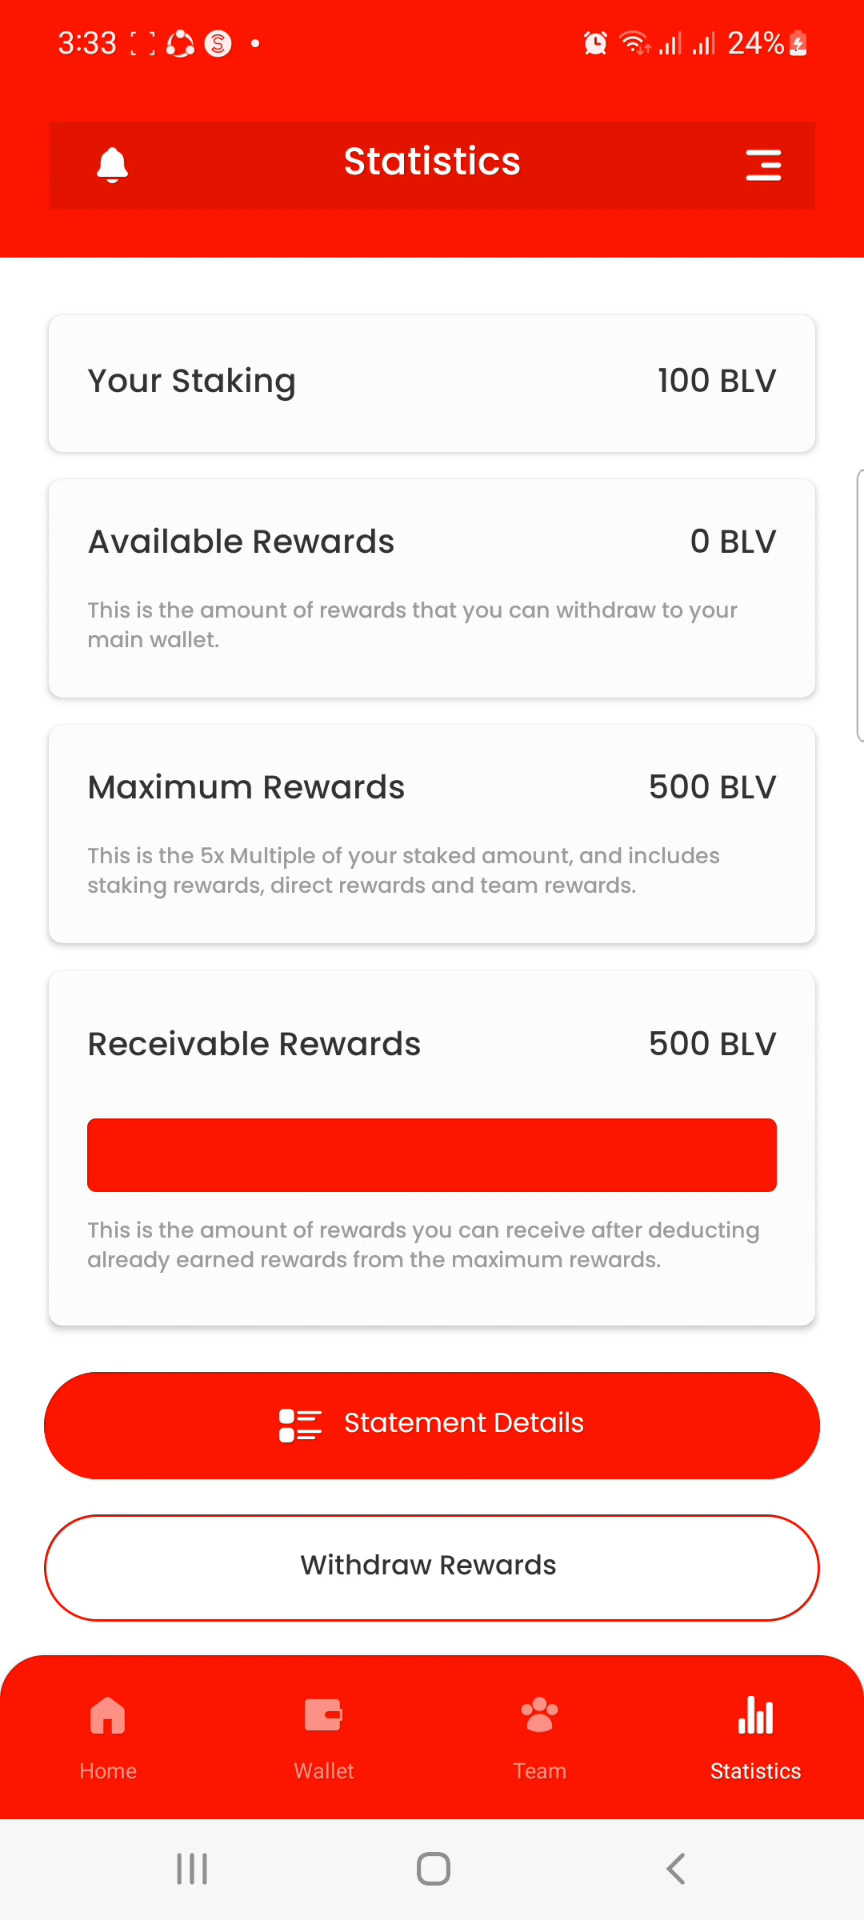 3:33
24%
Statistics
Your Staking 100 BLV
Available Rewards 0 BLV
This is the amount of rewards that you can withdraw to your
main wallet.
Maximum Rewards 500 BLV
This is the 5x Multiple of your staked amount, and includes
staking rewards, direct rewards and team rewards.
Receivable Rewards 500 BLV
This is the amount of rewards you can receive after deducting
already earned rewards from the maximum rewards.
Statement Details
Withdraw Rewards
Home Wallet Team Statistics